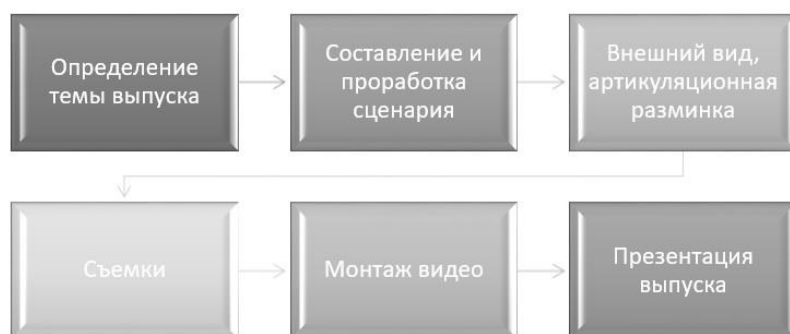 Определение
темы выпуска
Составление и
проработка
сценария
Внешний вид,
артикуляционная
разминка
Съемки
Монтаж видео
Презентация
выпуска